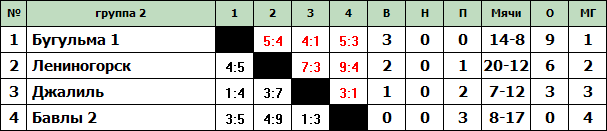 № группа 2 1 2 3 4 В Н П Мячи О МГ
1 Бугульма 1 5:4 4:1 5:3 3 0 0 14-8 9 1
2 Лениногорск 4:5 7:3 9:4 2 0 1 20-12 6 2
3 Джалиль 1:4 3:7 3:1 1 0 2 7-12 3 3
4 Бавлы 2 3:5 4:9 1:3 0 0 3 8-17 0 4